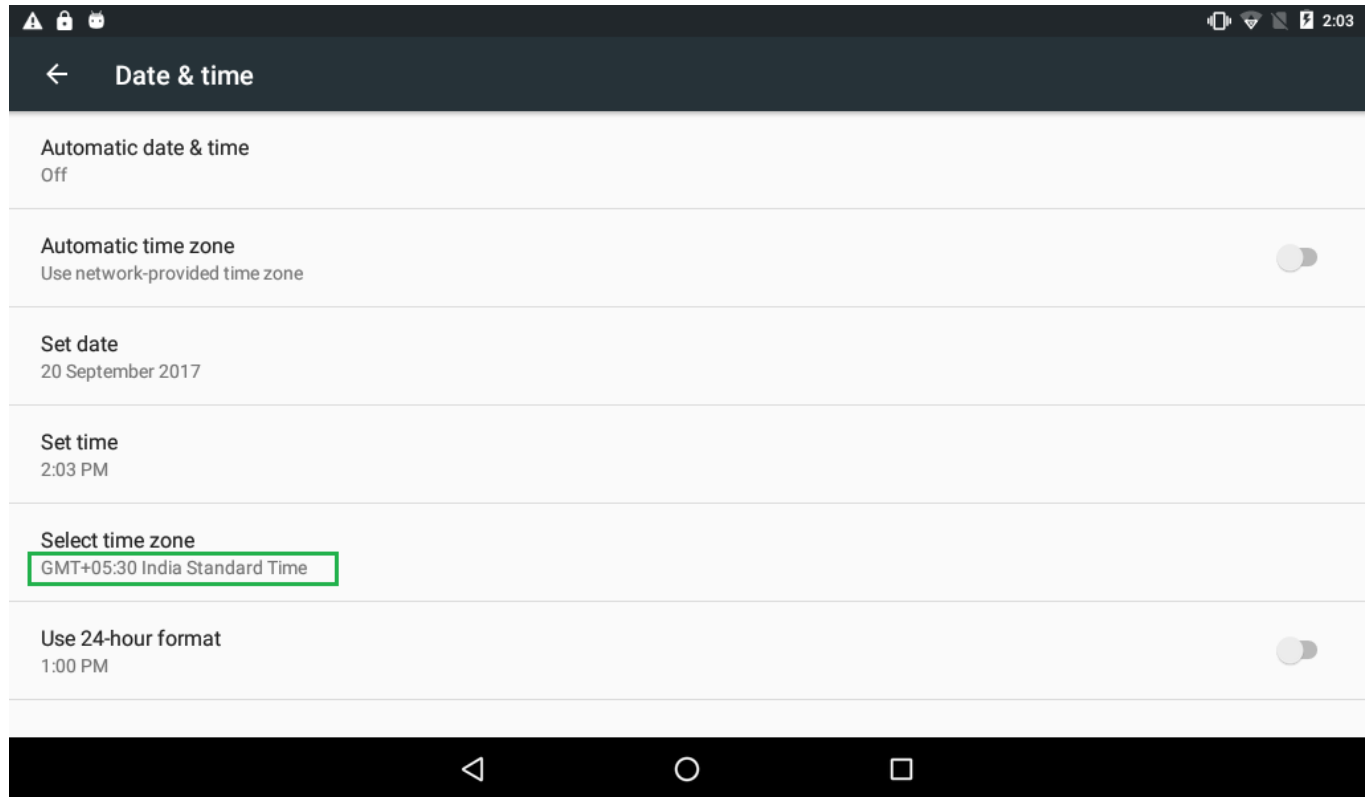 2:03
Date & time
Automatic date & time
Off
Automatic time zone
Use network-provided time zone
Set date
20 September 2017
Set time
2:03 PM
Select time zone
GMT+05:30 India Standard Time
Use 24-hour format
1:00 PM